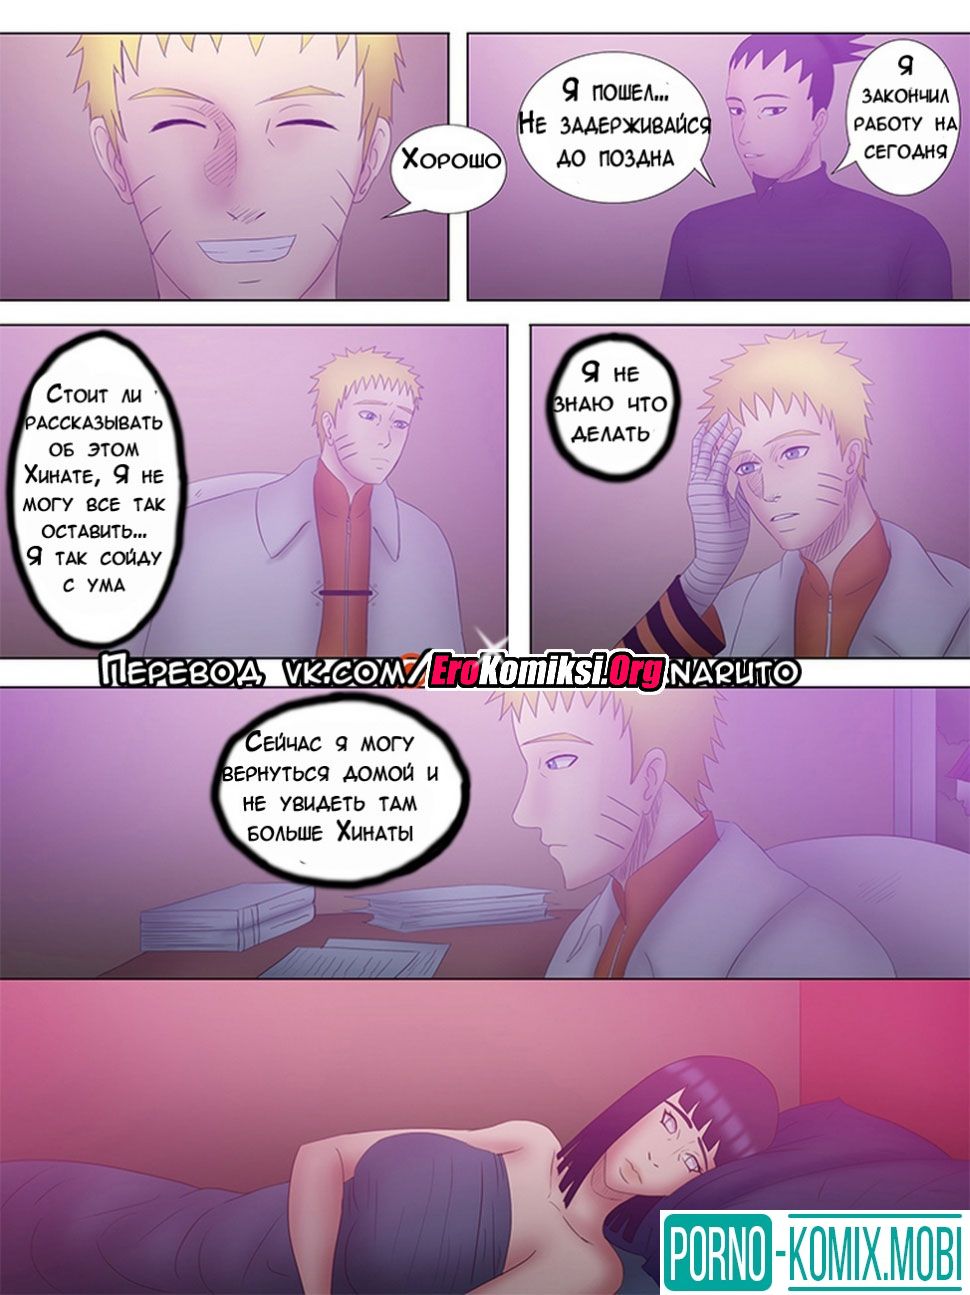 Хорошо
Я
закончил
работу на
сегодня
Я пошел...
Не задерживайся
до поздна
Стоит ли
рассказывать
об этом
Хинате, Я не
могу все так
оставить...
Я так сойду
с ума
Я не
знаю что
делать
Перевод vk.com/ EroKomiksi.Org naruto
Сейчас я могу
вернуться домой и
не увидеть там
больше Хинаты
PORNO-KOMIX.MOBI